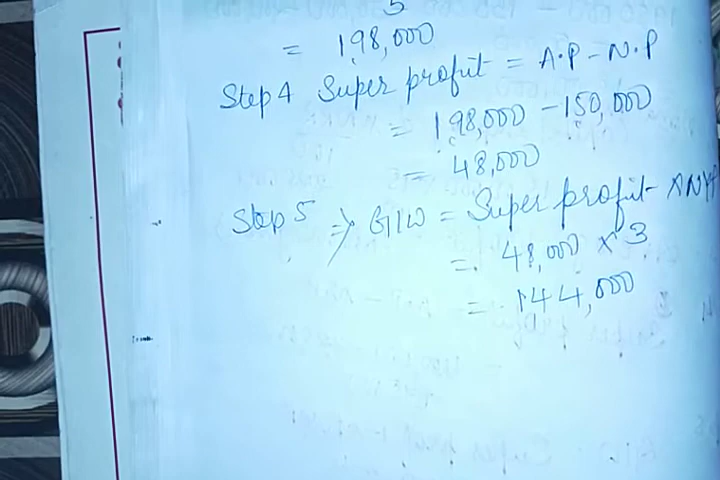 5
= 198,000
Step 4 Super profit = A.P - N.P
= 198,000 - 150,000
= 48,000
Step 5 => G/W = Super profit x NYP
= 48,000 x 3
= 144,000